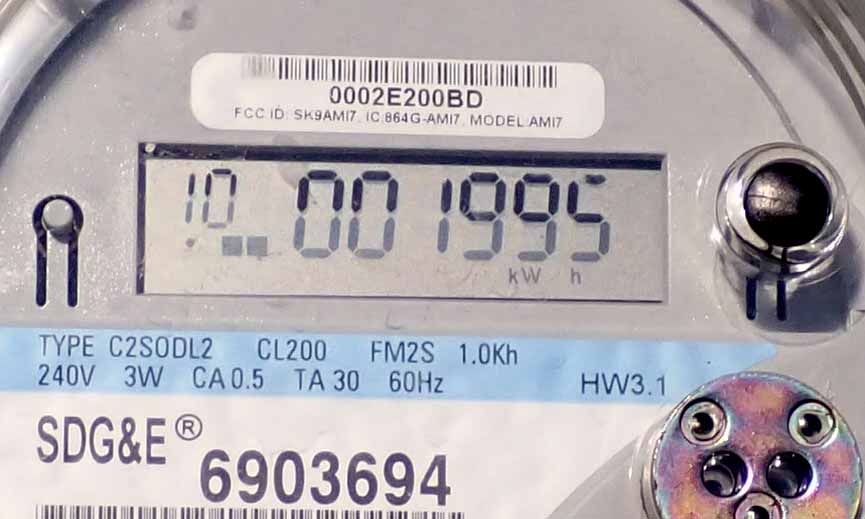 0002E200BD
FCC ID: SK9AMI7, IC:864G-AMI7, MODEL:AMI7
10 001995
kW h
TYPE C2SODL2 CL200 FM2S 1.0Kh
240V 3W CA 0.5 TA 30 60Hz HW3.1
SDG&E® 6903694